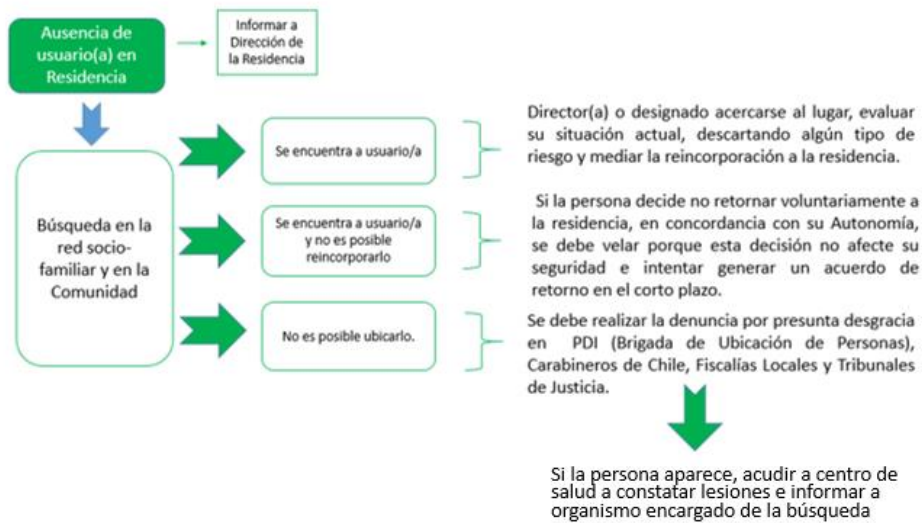 Ausencia de
usuario(a) en
Residencia
Informar a
Dirección de
la Residencia
Búsqueda en la
red socio-
familiar y en la
Comunidad
Se encuentra a usuario/a
Director(a) o designado acercarse al lugar, evaluar
su situación actual, descartando algún tipo de
riesgo y mediar la reincorporación a la residencia.
Se encuentra a usuario/a
y no es posible
reincorporarlo
Si la persona decide no retornar voluntariamente a
la residencia, en concordancia con su Autonomía,
se debe velar porque esta decisión no afecte su
seguridad e intentar generar un acuerdo de
retorno en el corto plazo.
No es posible ubicarlo.
Se debe realizar la denuncia por presunta desgracia
en PDI (Brigada de Ubicación de Personas),
Carabineros de Chile, Fiscalías Locales y Tribunales
de Justicia.
Si la persona aparece, acudir a centro de
salud a constatar lesiones e informar a
organismo encargado de la búsqueda